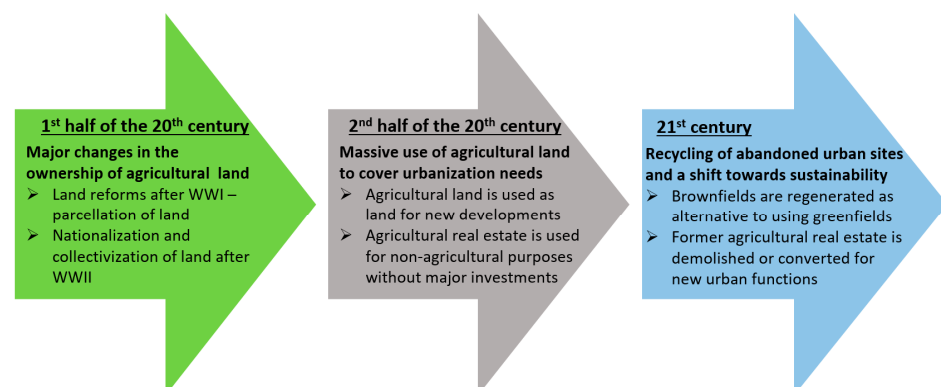 1st half of the 20th century
Major changes in the
ownership of agricultural land
➢ Land reforms after WWI –
parcellation of land
➢ Nationalization and
collectivization of land after
WWII
2nd half of the 20th century
Massive use of agricultural land
to cover urbanization needs
➢ Agricultural land is used as
land for new developments
➢ Agricultural real estate is used
for non-agricultural purposes
without major investments
21st century
Recycling of abandoned urban sites
and a shift towards sustainability
➢ Brownfields are regenerated as
alternative to using greenfields
➢ Former agricultural real estate is
demolished or converted for
new urban functions